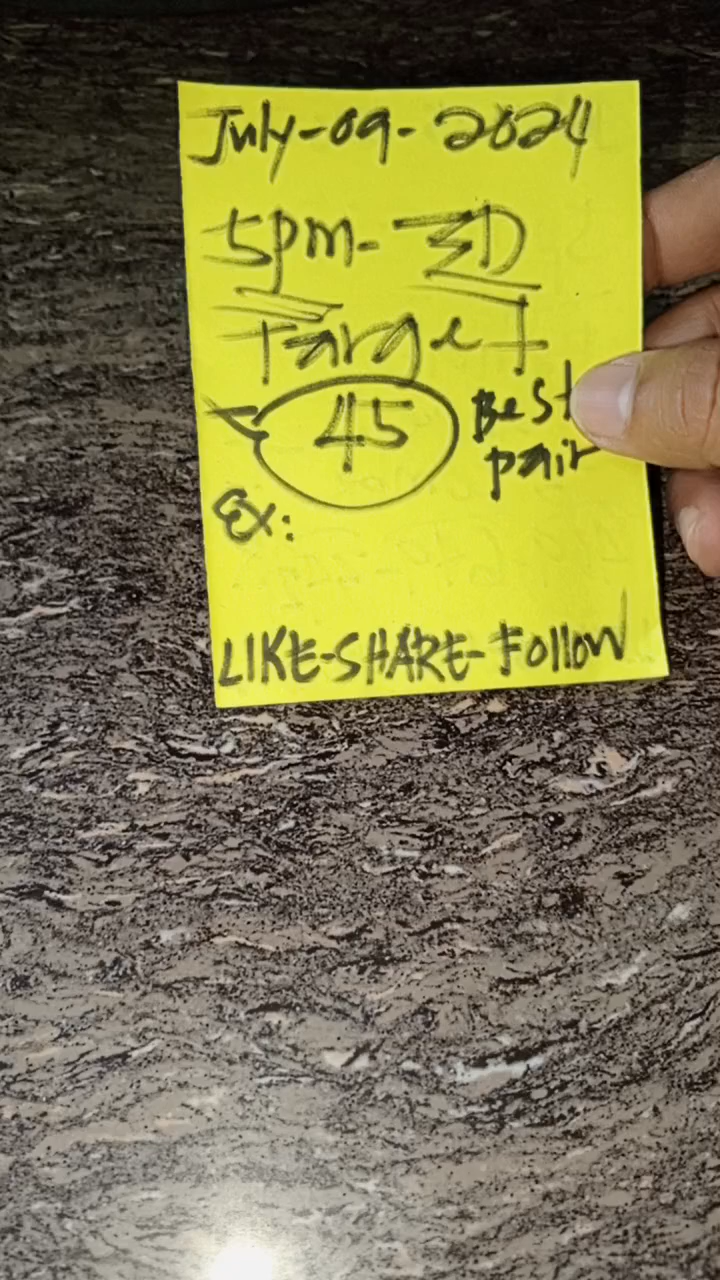 July-09-2024
5pm-3D
Target
45 Best
pair
Ex:
LIKE-SHARE-Follow